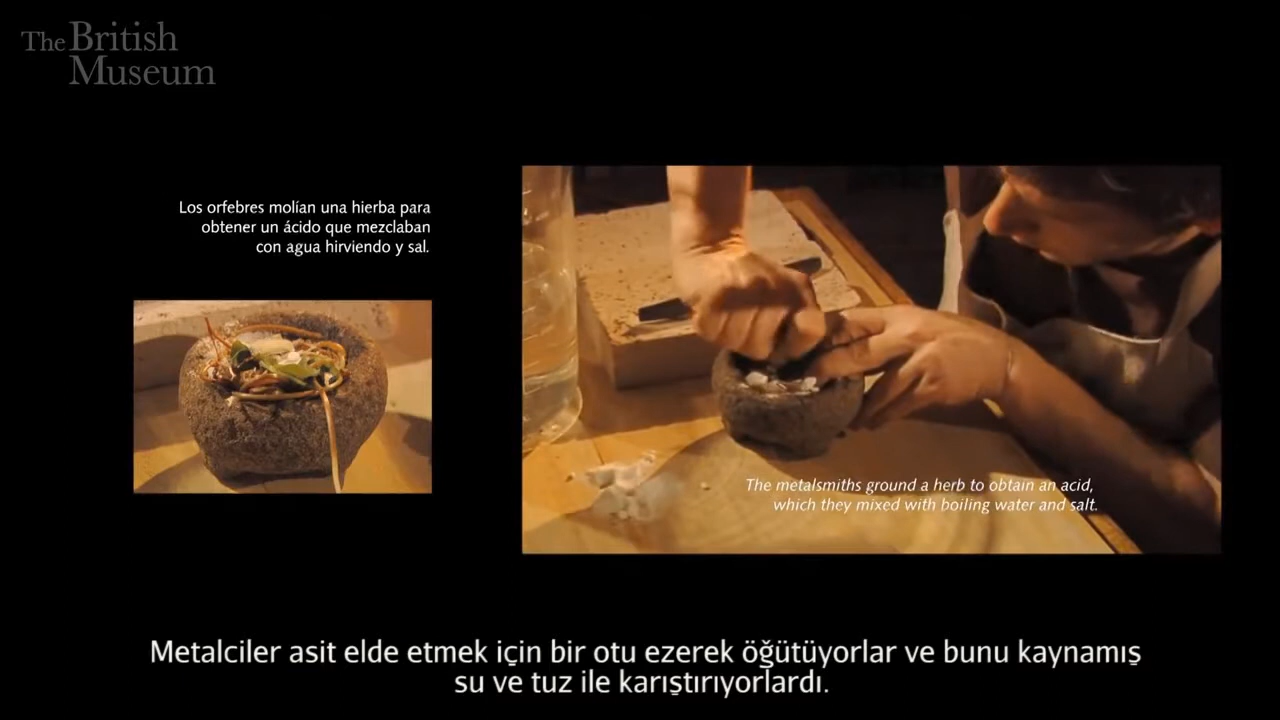 The British
Museum
Los orfebres molían una hierba para
obtener un ácido que mezclaban
con agua hirviendo y sal.
The metalsmiths ground a herb to obtain an acid,
which they mixed with boiling water and salt.
Metalciler asit elde etmek için bir otu ezerek öğütüyorlar ve bunu kaynamış
su ve tuz ile karıştırıyorlardı.